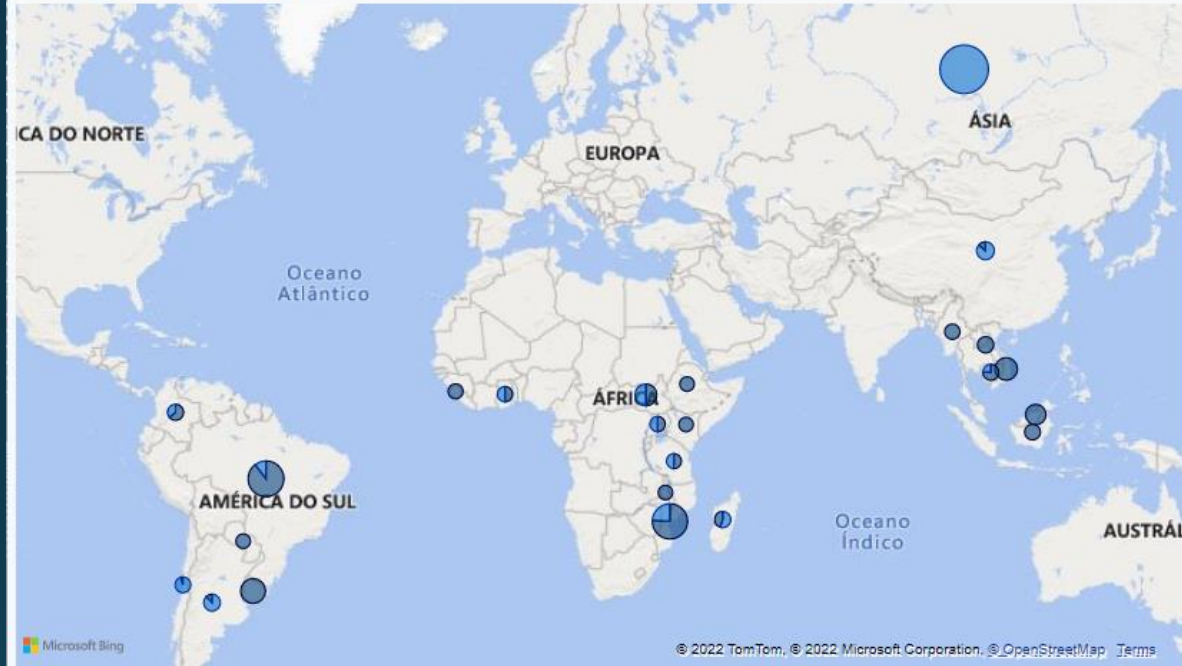 ICA DO NORTE
ÁSIA
EUROPA
Oceano
Atlântico
ÁFRICA
AMÉRICA DO SUL
Oceano
Índico
AUSTRÁL
Microsoft Bing
© 2022 TomTom, © 2022 Microsoft Corporation, © OpenStreetMap Terms